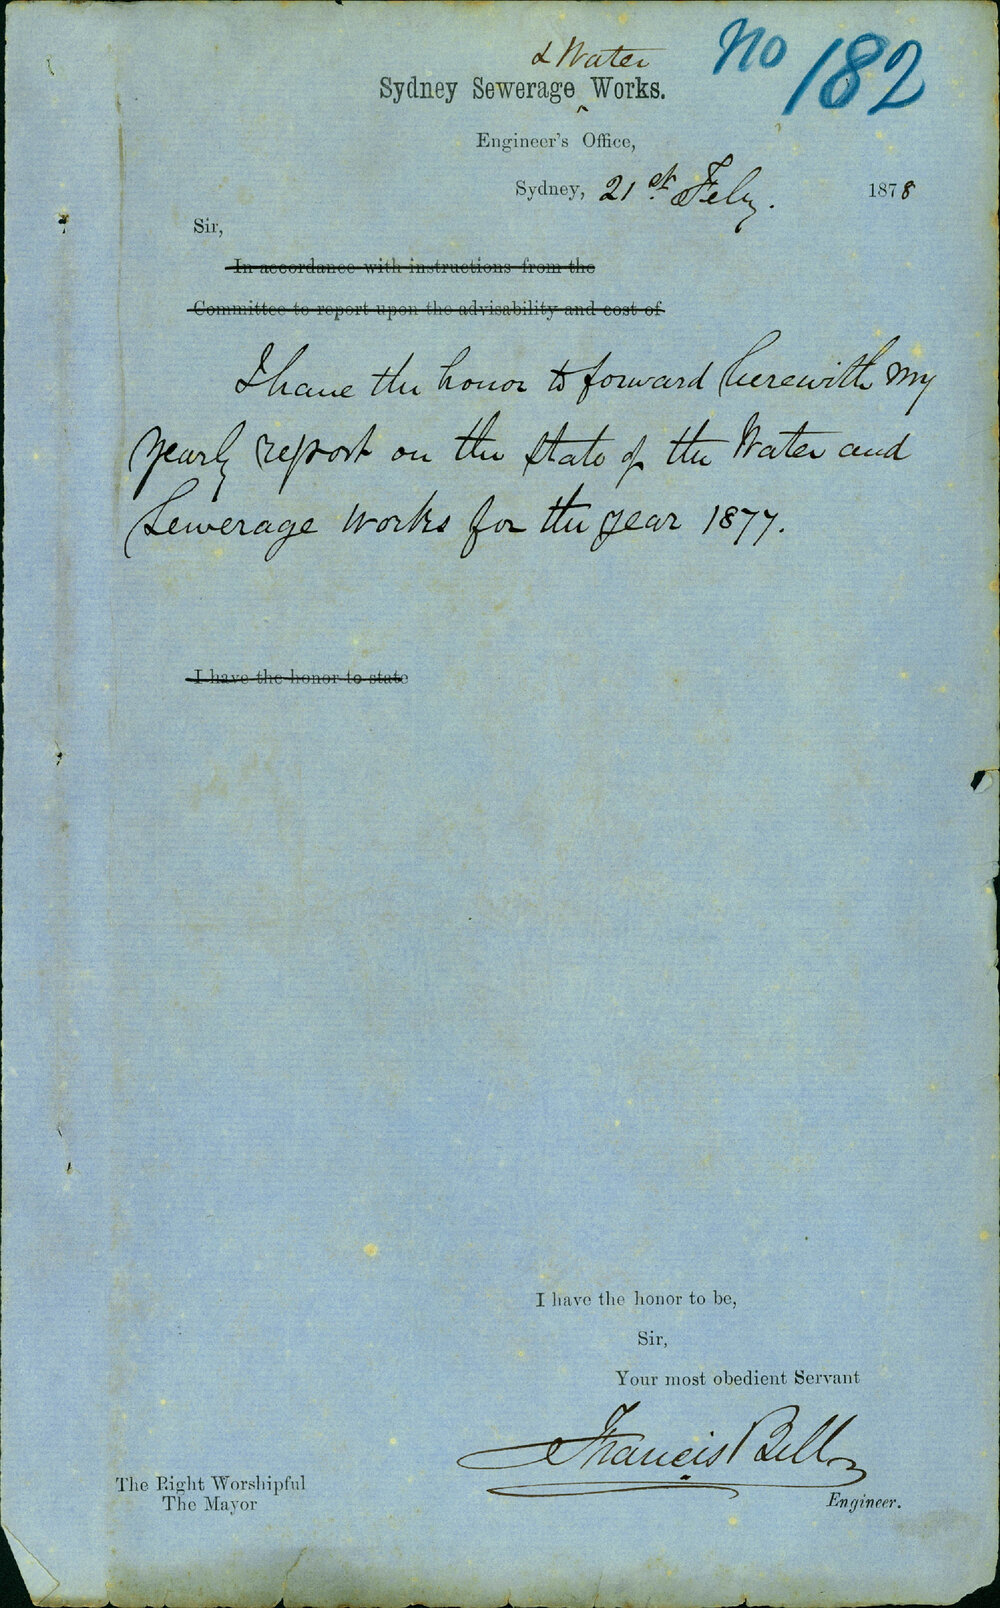 No 182
& Water
Sydney Sewerage ^ Works.
Engineer's Office,
Sydney, 21st Feby. 1878
Sir,
In accordance with instructions from the
Committee to report upon the advisability and cost of
I have the honor to forward herewith my
yearly report on the state of the Water and
Sewerage Works for the year 1877.
I have the honor to state
I have the honor to be,
Sir,
Your most obedient Servant
Francis Bell
Engineer.
The Right Worshipful
The Mayor